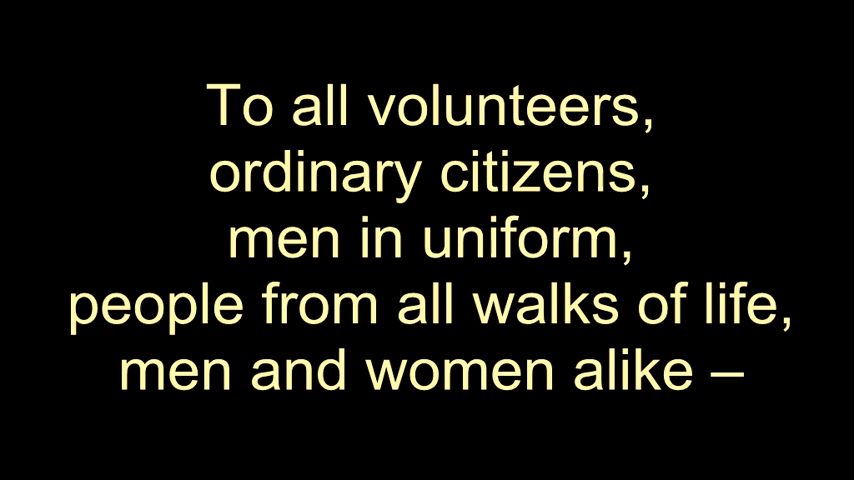 To all volunteers,
ordinary citizens,
men in uniform,
people from all walks of life,
men and women alike –